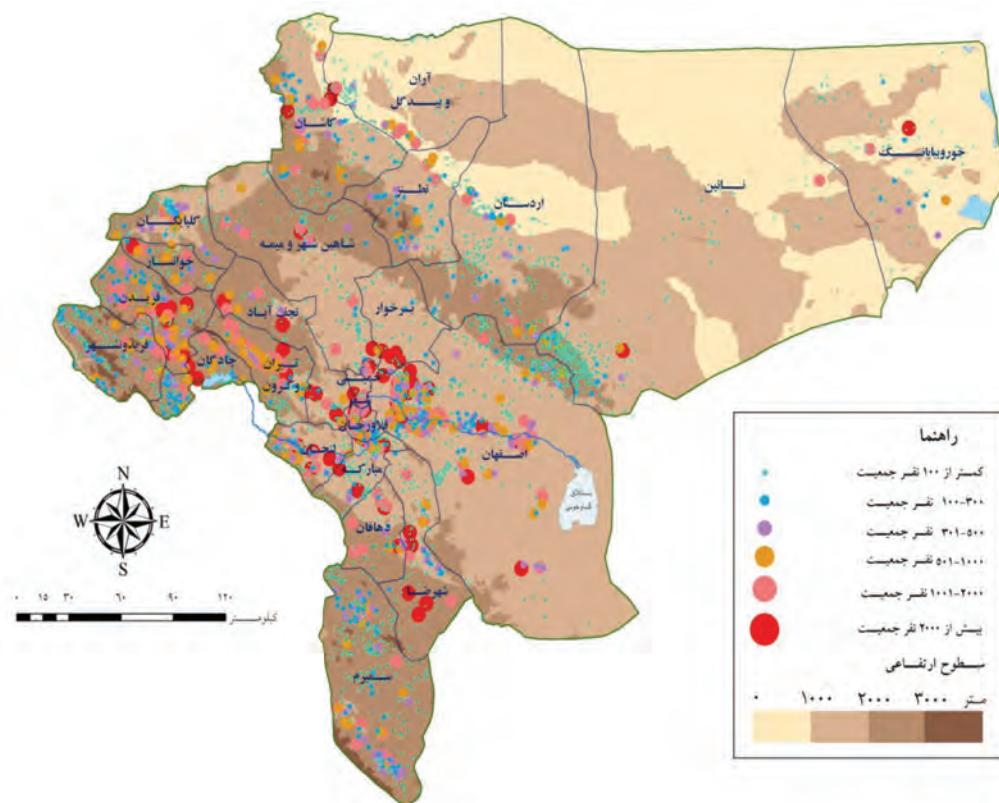 آران
و بیدگل
کاشان
خوروبیابانک
نائین
نطنز
اردستان
گلپایگان
شاهین شهر و میمه
خوانسار
فریدن
نجف آباد
برخوار
فریدونشهر
چادگان
تیران
و کرون
خمینی
فلاورجان
اصفهان
لنجان
مبارکه
دهاقان
شهرضا
سمیرم
N
W E
S
۰ ۱۵ ۳۰ ۶۰ ۹۰ ۱۲۰
کیلومتر
راهنما
کمتر از ۱۰۰ نفر جمعیت
۱۰۰-۳۰۰ نفر جمعیت
۳۰۱-۵۰۰ نفر جمعیت
۵۰۱-۱۰۰۰ نفر جمعیت
۱۰۰۱-۲۰۰۰ نفر جمعیت
بیش از ۲۰۰۰ نفر جمعیت
سطوح ارتفاعی
۰ ۱۰۰۰ ۲۰۰۰ ۳۰۰۰ متر